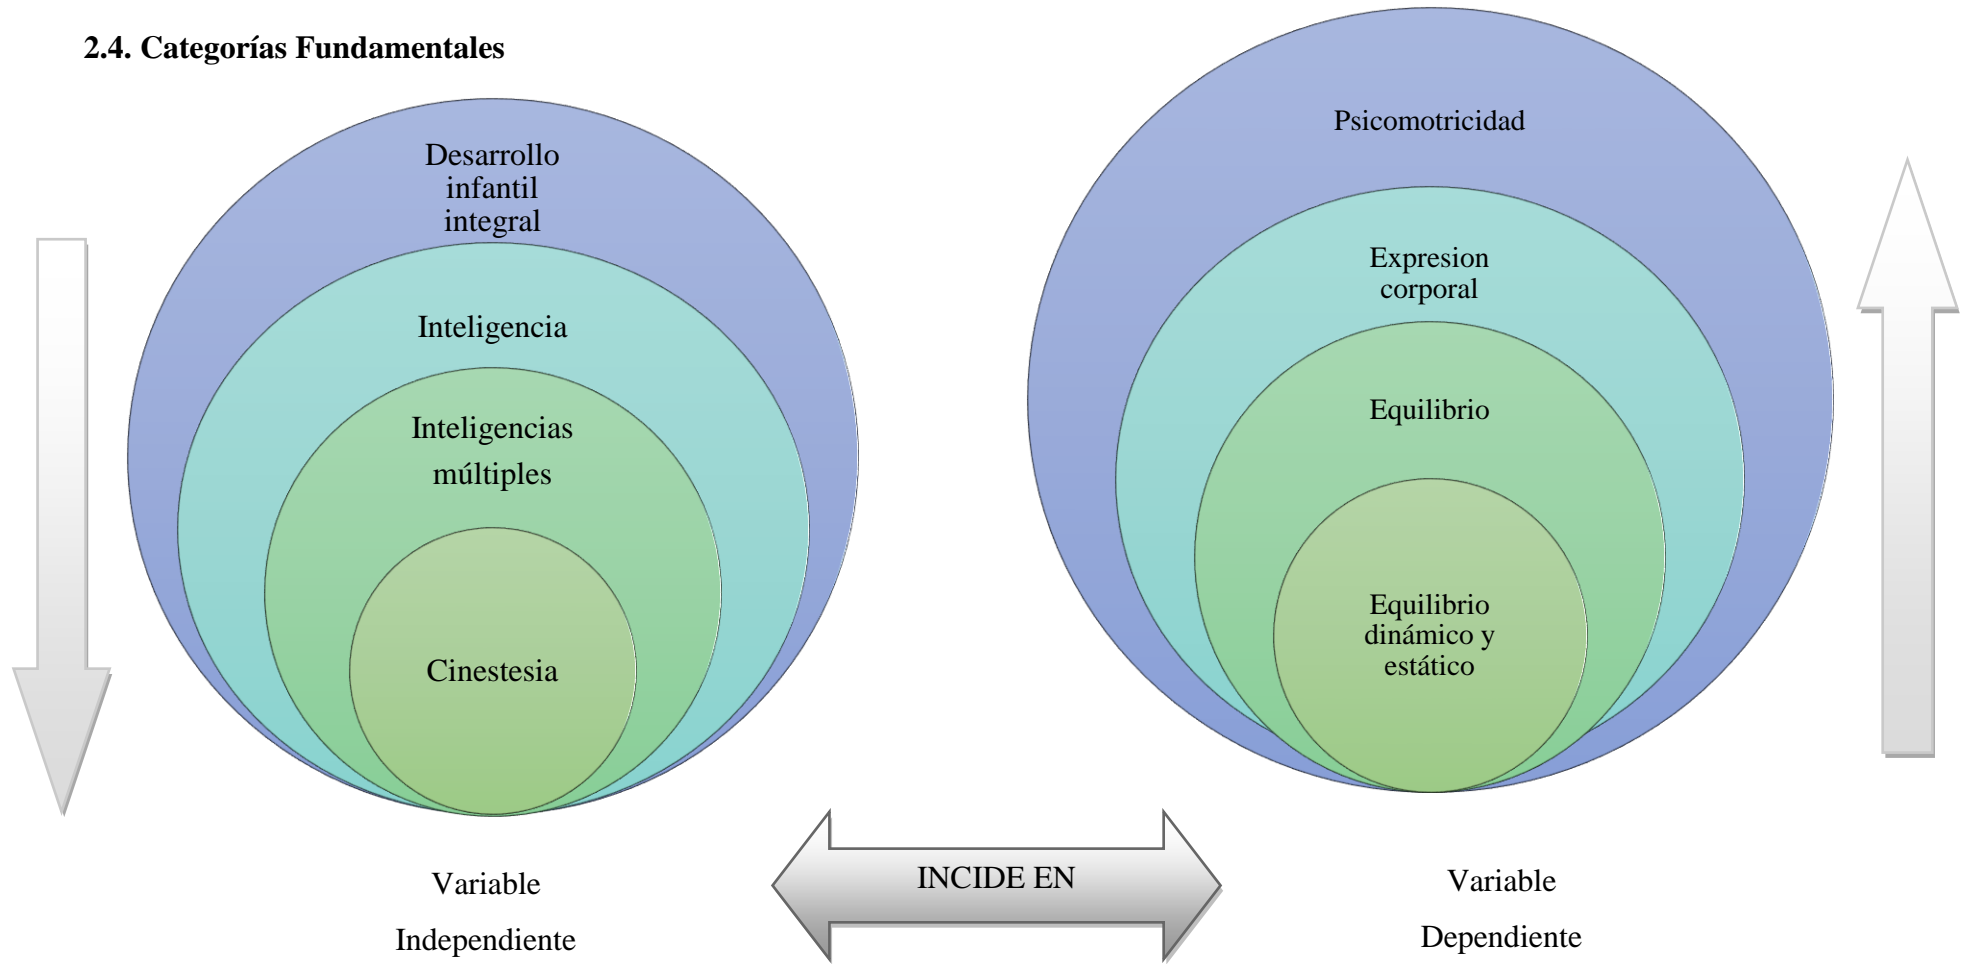 2.4. Categorías Fundamentales
Desarrollo
infantil
integral
Inteligencia
Inteligencias
múltiples
Cinestesia
Psicomotricidad
Expresion
corporal
Equilibrio
Equilibrio
dinámico y
estático
INCIDE EN
Variable
Independiente
Variable
Dependiente